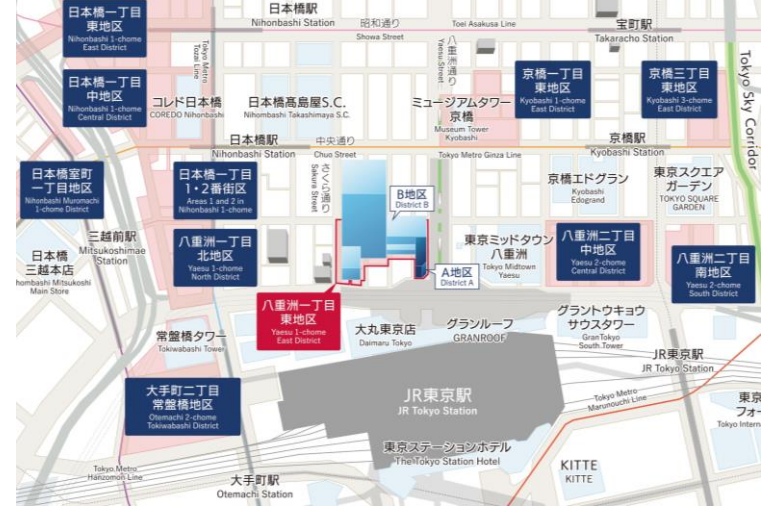 日本橋一丁目
東地区
Nihonbashi 1-chome
East District
日本橋駅
Nihonbashi Station
昭和通り
Showa Street
Toei Asakusa Line
宝町駅
Takaracho Station
Tokyo Metro
Tozai Line
八重洲通り
Yaesu Street
日本橋一丁目
中地区
Nihonbashi 1-chome
Central District
コレド日本橋
COREDO Nihonbashi
日本橋髙島屋S.C.
Nihombashi Takashimaya S.C.
ミュージアムタワー
京橋
Museum Tower
Kyobashi
京橋一丁目
東地区
Kyobashi 1-chome
East District
京橋三丁目
東地区
Kyobashi 3-chome
East District
Tokyo Sky Corridor
日本橋駅
Nihonbashi Station
中央通り
Chuo Street
Tokyo Metro Ginza Line
京橋駅
Kyobashi Station
日本橋室町
一丁目地区
Nihonbashi Muromachi
1-chome District
日本橋一丁目
1・2番街区
Areas 1 and 2 in
Nihonbashi 1-chome
さくら通り
Sakura Street
B地区
District B
京橋エドグラン
Kyobashi
Edogrand
東京スクエア
ガーデン
TOKYO SQUARE
GARDEN
三越前駅
Mitsukoshimae
Station
日本橋
三越本店
hombashi Mitsukoshi
Main Store
八重洲一丁目
北地区
Yaesu 1-chome
North District
A地区
District A
東京ミッドタウン
八重洲
Tokyo Midtown
Yaesu
八重洲二丁目
中地区
Yaesu 2-chome
Central District
八重洲二丁目
南地区
Yaesu 2-chome
South District
八重洲一丁目
東地区
Yaesu 1-chome
East District
常盤橋タワー
Tokiwabashi Tower
大丸東京店
Daimaru Tokyo
グランルーフ
GRANROOF
グラントウキョウ
サウスタワー
GranTokyo
South Tower
JR東京駅
JR Tokyo Station
大手町二丁目
常盤橋地区
Otemachi 2-chome
Tokiwabashi District
JR東京駅
JR Tokyo Station
Tokyo Metro
Marunouchi Line
東京
フォー
Tokyo Intern
東京ステーションホテル
The Tokyo Station Hotel
KITTE
KITTE
Tokyo Metro
Hanzomon Line
大手町駅
Otemachi Station